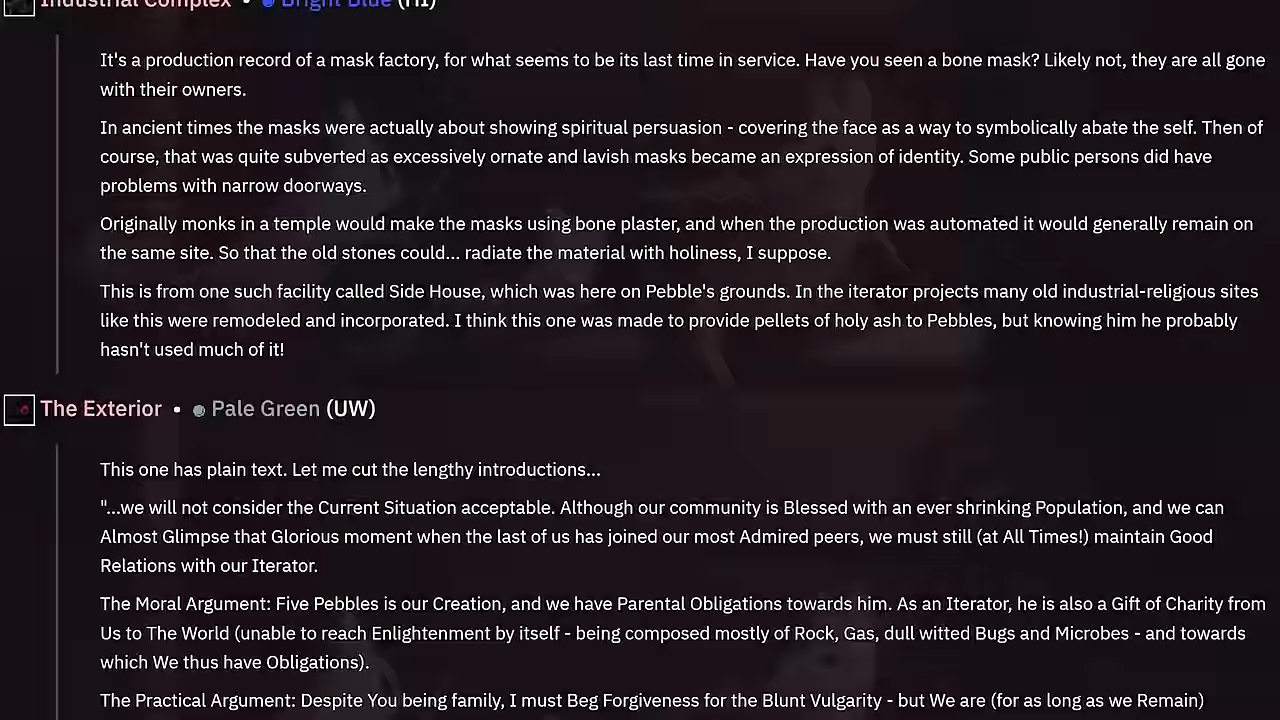 Industrial Complex • Bright Blue (HI)
It's a production record of a mask factory, for what seems to be its last time in service. Have you seen a bone mask? Likely not, they are all gone
with their owners.
In ancient times the masks were actually about showing spiritual persuasion - covering the face as a way to symbolically abate the self. Then of
course, that was quite subverted as excessively ornate and lavish masks became an expression of identity. Some public persons did have
problems with narrow doorways.
Originally monks in a temple would make the masks using bone plaster, and when the production was automated it would generally remain on
the same site. So that the old stones could... radiate the material with holiness, I suppose.
This is from one such facility called Side House, which was here on Pebble's grounds. In the iterator projects many old industrial-religious sites
like this were remodeled and incorporated. I think this one was made to provide pellets of holy ash to Pebbles, but knowing him he probably
hasn't used much of it!
The Exterior • Pale Green (UW)
This one has plain text. Let me cut the lengthy introductions...
"...we will not consider the Current Situation acceptable. Although our community is Blessed with an ever shrinking Population, and we can
Almost Glimpse that Glorious moment when the last of us has joined our most Admired peers, we must still (at All Times!) maintain Good
Relations with our Iterator.
The Moral Argument: Five Pebbles is our Creation, and we have Parental Obligations towards him. As an Iterator, he is also a Gift of Charity from
Us to The World (unable to reach Enlightenment by itself - being composed mostly of Rock, Gas, dull witted Bugs and Microbes - and towards
which We thus have Obligations).
The Practical Argument: Despite You being family, I must Beg Forgiveness for the Blunt Vulgarity - but We are (for as long as we Remain)